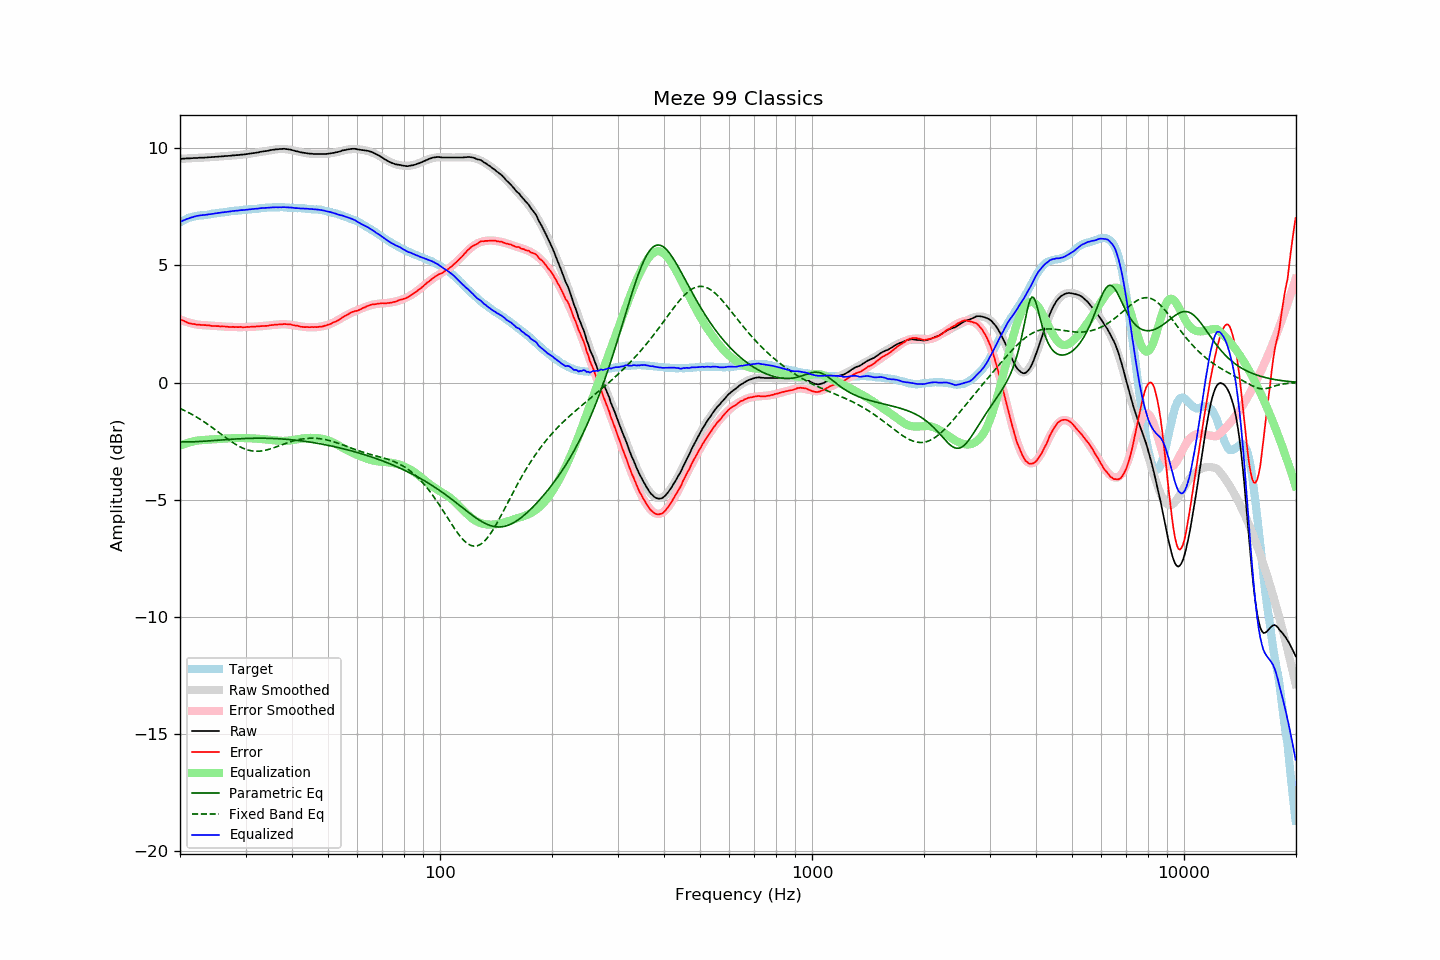 Meze 99 Classics
10
5
0
−5
−10
−15
−20
Amplitude (dBr)
100
1000
10000
Frequency (Hz)
Target
Raw Smoothed
Error Smoothed
Raw
Error
Equalization
Parametric Eq
Fixed Band Eq
Equalized